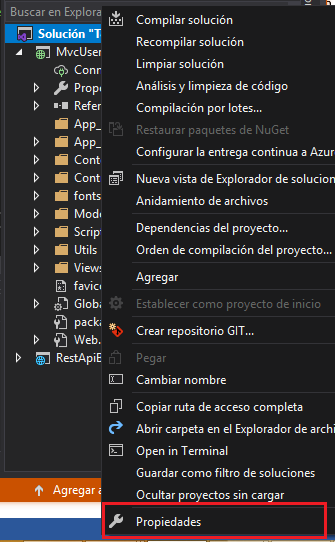 Buscar en Explora
Solución "T
MvcUser
Conn
Prope
Refer
App_
App_
Conte
Cont
fonts
Mode
Script
Utils
Views
favico
Globa
packa
Web.
RestApiE
Agregar a
Compilar solución
Recompilar solución
Limpiar solución
Análisis y limpieza de código
Compilación por lotes...
Restaurar paquetes de NuGet
Configurar la entrega continua a Azur
Nueva vista de Explorador de solucion
Anidamiento de archivos
Dependencias del proyecto...
Orden de compilación del proyecto...
Agregar
Establecer como proyecto de inicio
Crear repositorio GIT...
Pegar
Cambiar nombre
Copiar ruta de acceso completa
Abrir carpeta en el Explorador de archi
Open in Terminal
Guardar como filtro de soluciones
Ocultar proyectos sin cargar
Propiedades